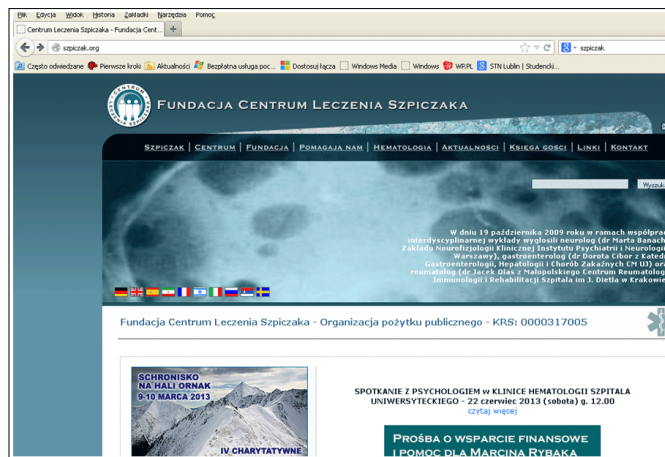 Plik Edycja Widok Historia Zakładki Narzędzia Pomoc
Centrum Leczenia Szpiczaka - Fundacja Cent...
szpiczak.org
szpiczak
Często odwiedzane Pierwsze kroki Aktualności Bezpłatna usługa poc... Dostosuj łącza Windows Media Windows WP.PL STN Lublin | Studencki...
FUNDACJA CENTRUM LECZENIA SZPICZAKA
SZPICZAK | CENTRUM | FUNDACJA | POMAGAJĄ NAM | HEMATOLOGIA | AKTUALNOŚCI | KSIĘGA GOŚCI | LINKI | KONTAKT
Wyszuk
W dniu 19 października 2009 roku w ramach współprac
interdyscyplinarnej wykłady wygłosili neurolog (dr Marta Banach
Zakładu Neurofizjologii Klinicznej Instytutu Psychiatrii i Neurologii
Warszawy), gastroenterolog (dr Dorota Cibor z Kated
Gastroenterologii, Hepatologii i Chorób Zakaźnych CM UJ) ora
reumatolog (dr Jacek Olas z Małopolskiego Centrum Reumatolog
Immunologii i Rehabilitacji Szpitala im J. Dietla w Krakowie
Fundacja Centrum Leczenia Szpiczaka - Organizacja pożytku publicznego - KRS: 0000317005
SCHRONISKO
NA HALI ORNAK
9-10 MARCA 2013
IV CHARYTATYWNE
SPOTKANIE Z PSYCHOLOGIEM w KLINICE HEMATOLOGII SZPITALA
UNIWERSYTECKIEGO - 22 czerwiec 2013 (sobota) g. 12.00
czytaj więcej
PROŚBA O WSPARCIE FINANSOWE
I POMOC DLA MARCINA RYBAKA